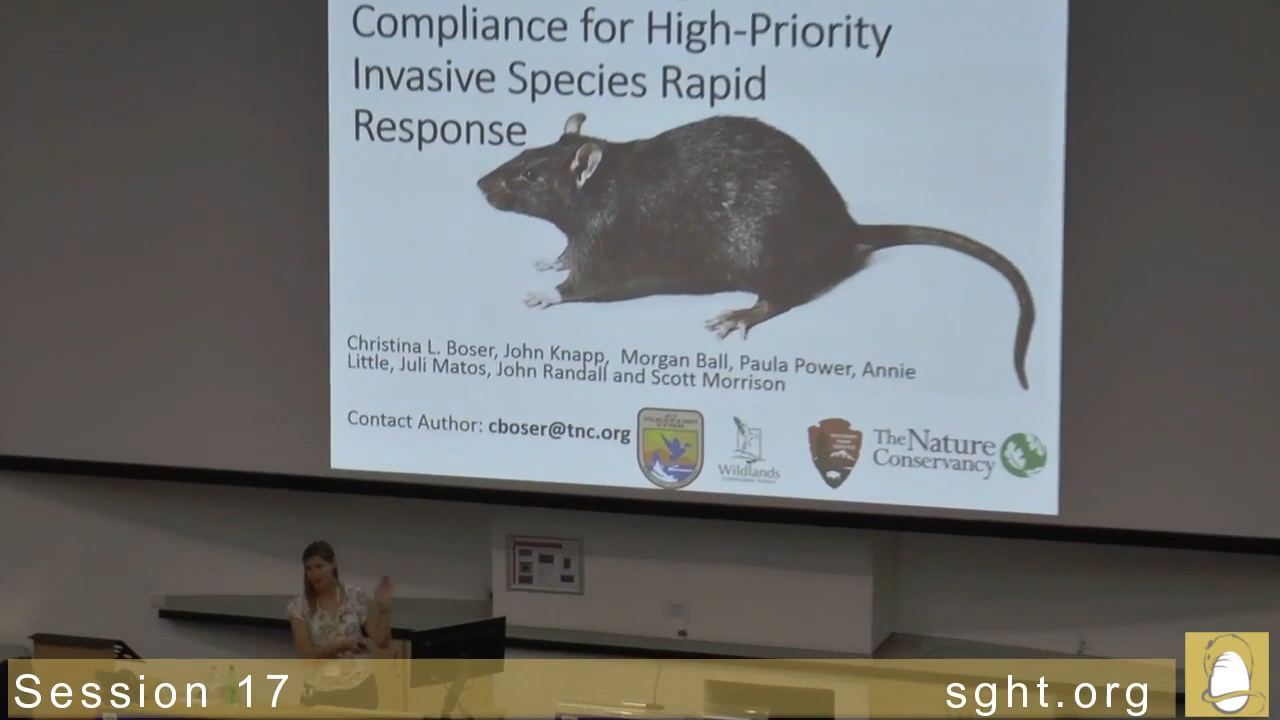 Compliance for High-Priority
Invasive Species Rapid
Response
Christina L. Boser, John Knapp, Morgan Ball, Paula Power, Annie
Little, Juli Matos, John Randall and Scott Morrison
Contact Author: cboser@tnc.org
Wildlands
The Nature
Conservancy
Session 17
sght.org